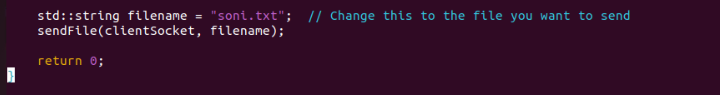 std::string filename = "soni.txt";  // Change this to the file you want to send
sendFile(clientSocket, filename);
return 0;
}